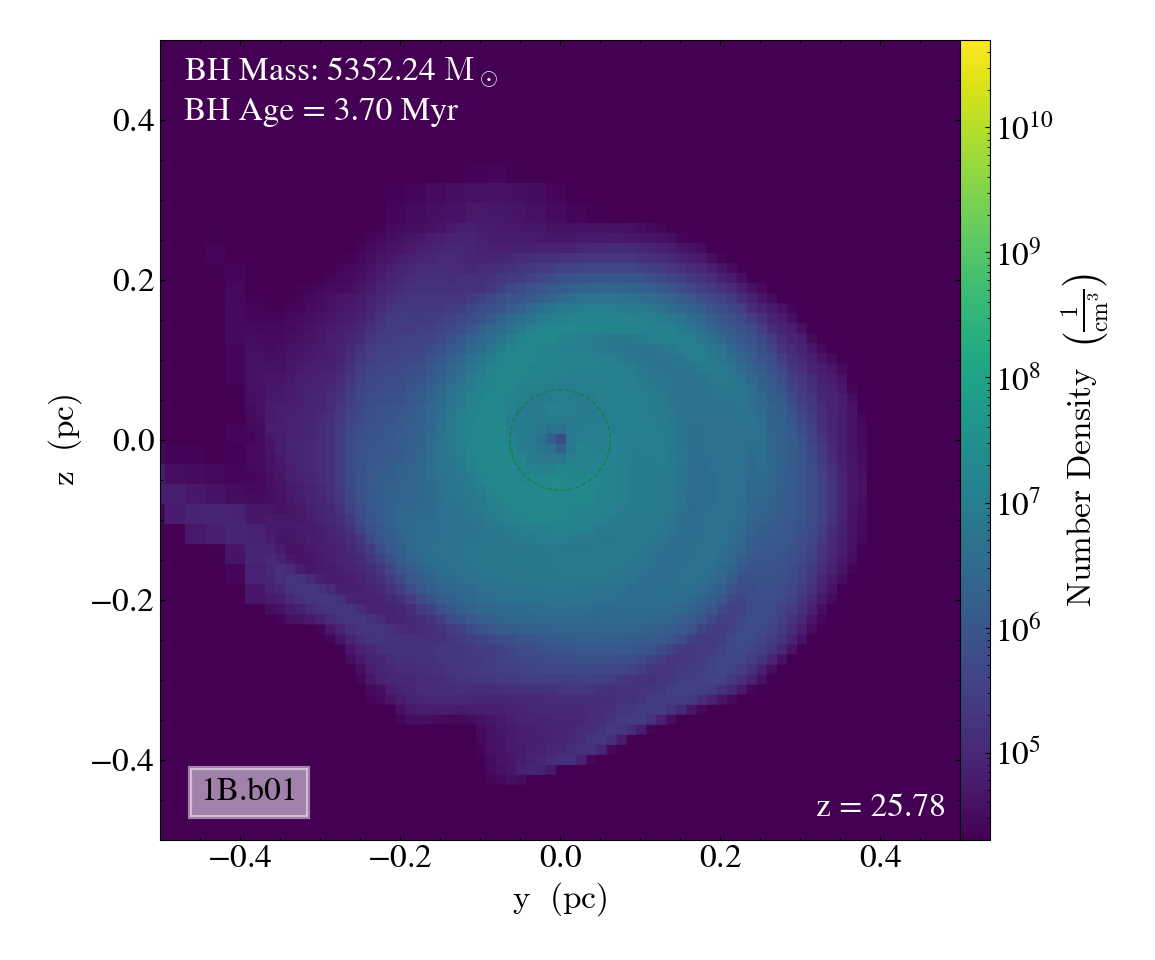 BH Mass: 5352.24 M⊙
BH Age = 3.70 Myr
0.4
0.2
0.0
−0.2
−0.4
z (pc)
1B.b01
z = 25.78
−0.4 −0.2 0.0 0.2 0.4
y (pc)
10¹⁰
10⁹
10⁸
10⁷
10⁶
10⁵
Number Density (1/cm³)